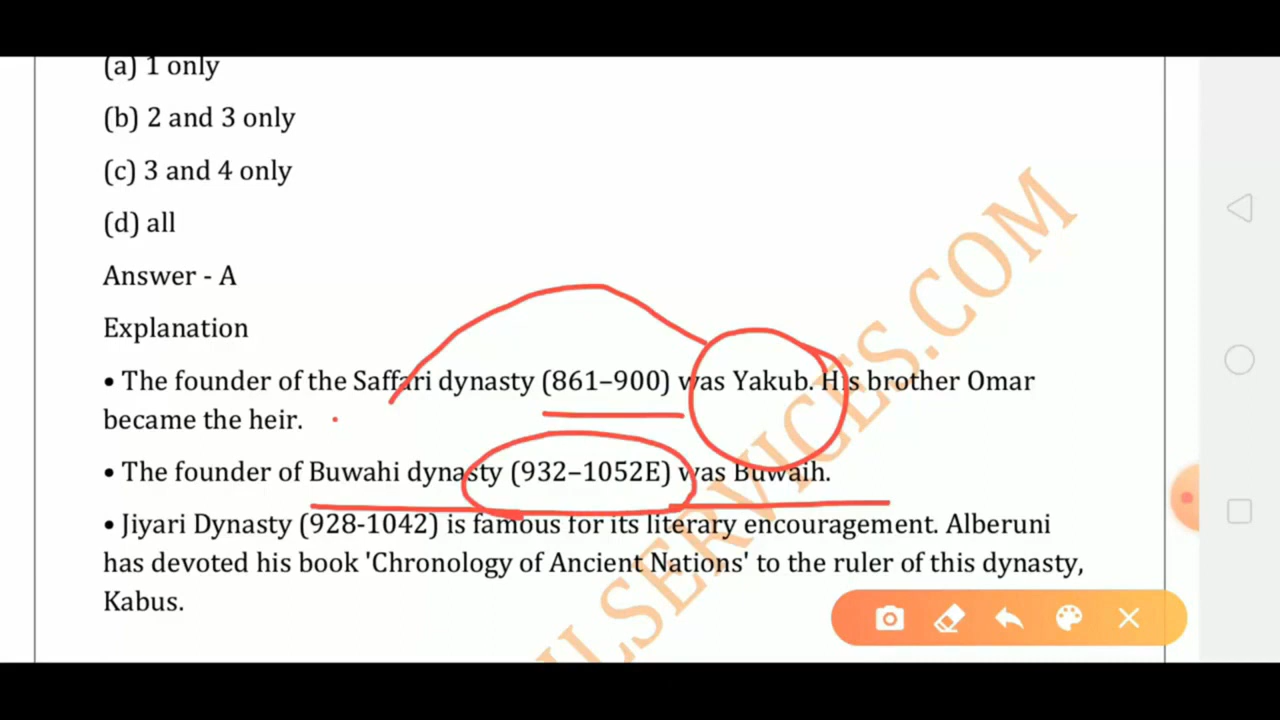 (a) 1 only
(b) 2 and 3 only
(c) 3 and 4 only
(d) all
Answer - A
Explanation
• The founder of the Saffari dynasty (861–900) was Yakub. His brother Omar
became the heir.
• The founder of Buwahi dynasty (932–1052E) was Buwaih.
• Jiyari Dynasty (928-1042) is famous for its literary encouragement. Alberuni
has devoted his book 'Chronology of Ancient Nations' to the ruler of this dynasty,
Kabus.
ILSERVICES.COM